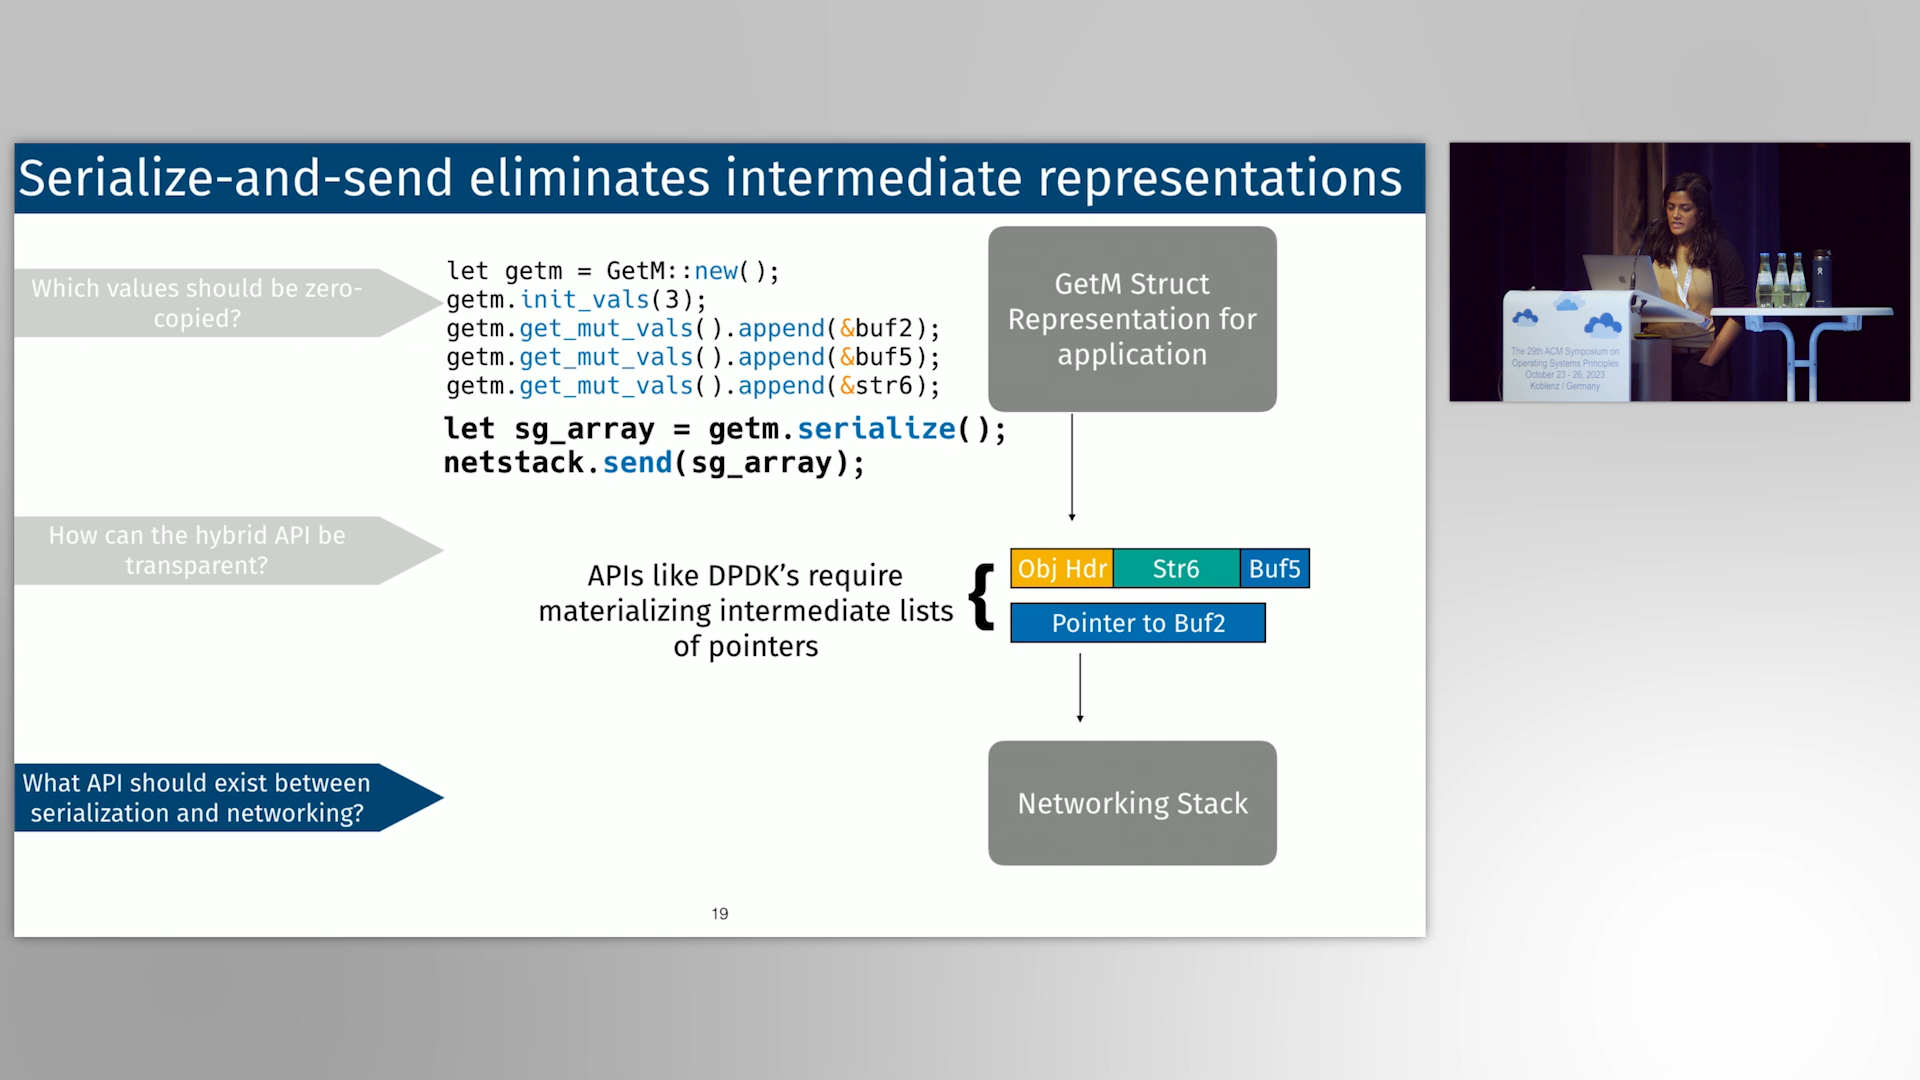 Serialize-and-send eliminates intermediate representations
Which values should be zero-
copied?
let getm = GetM::new();
getm.init_vals(3);
getm.get_mut_vals().append(&buf2);
getm.get_mut_vals().append(&buf5);
getm.get_mut_vals().append(&str6);
let sg_array = getm.serialize();
netstack.send(sg_array);
GetM Struct
Representation for
application
How can the hybrid API be
transparent?
APIs like DPDK’s require
materializing intermediate lists
of pointers
{
Obj Hdr Str6 Buf5
Pointer to Buf2
What API should exist between
serialization and networking?
Networking Stack
19
The 29th ACM Symposium on
Operating Systems Principles
October 23 - 26, 2023
Koblenz / Germany